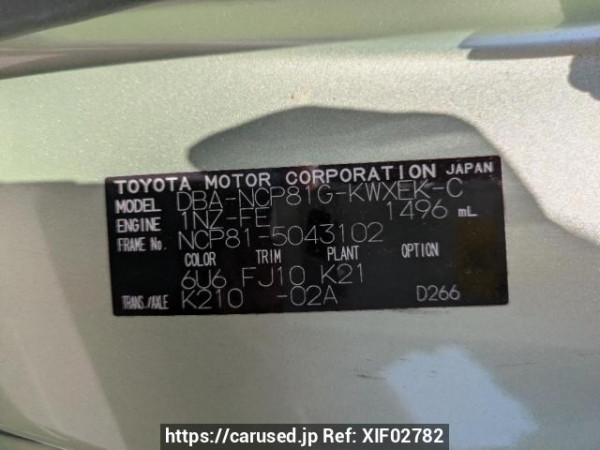 TOYOTA MOTOR CORPORATION JAPAN
MODEL DBA-NCP81G-KWXEK-C
ENGINE 1NZ-FE 1496 mL
FRAME No. NCP81-5043102
COLOR TRIM PLANT
6U6 FJ10 K21
TRANS./AXLE K210 -02A D266
https://carused.jp Ref: XIF02782